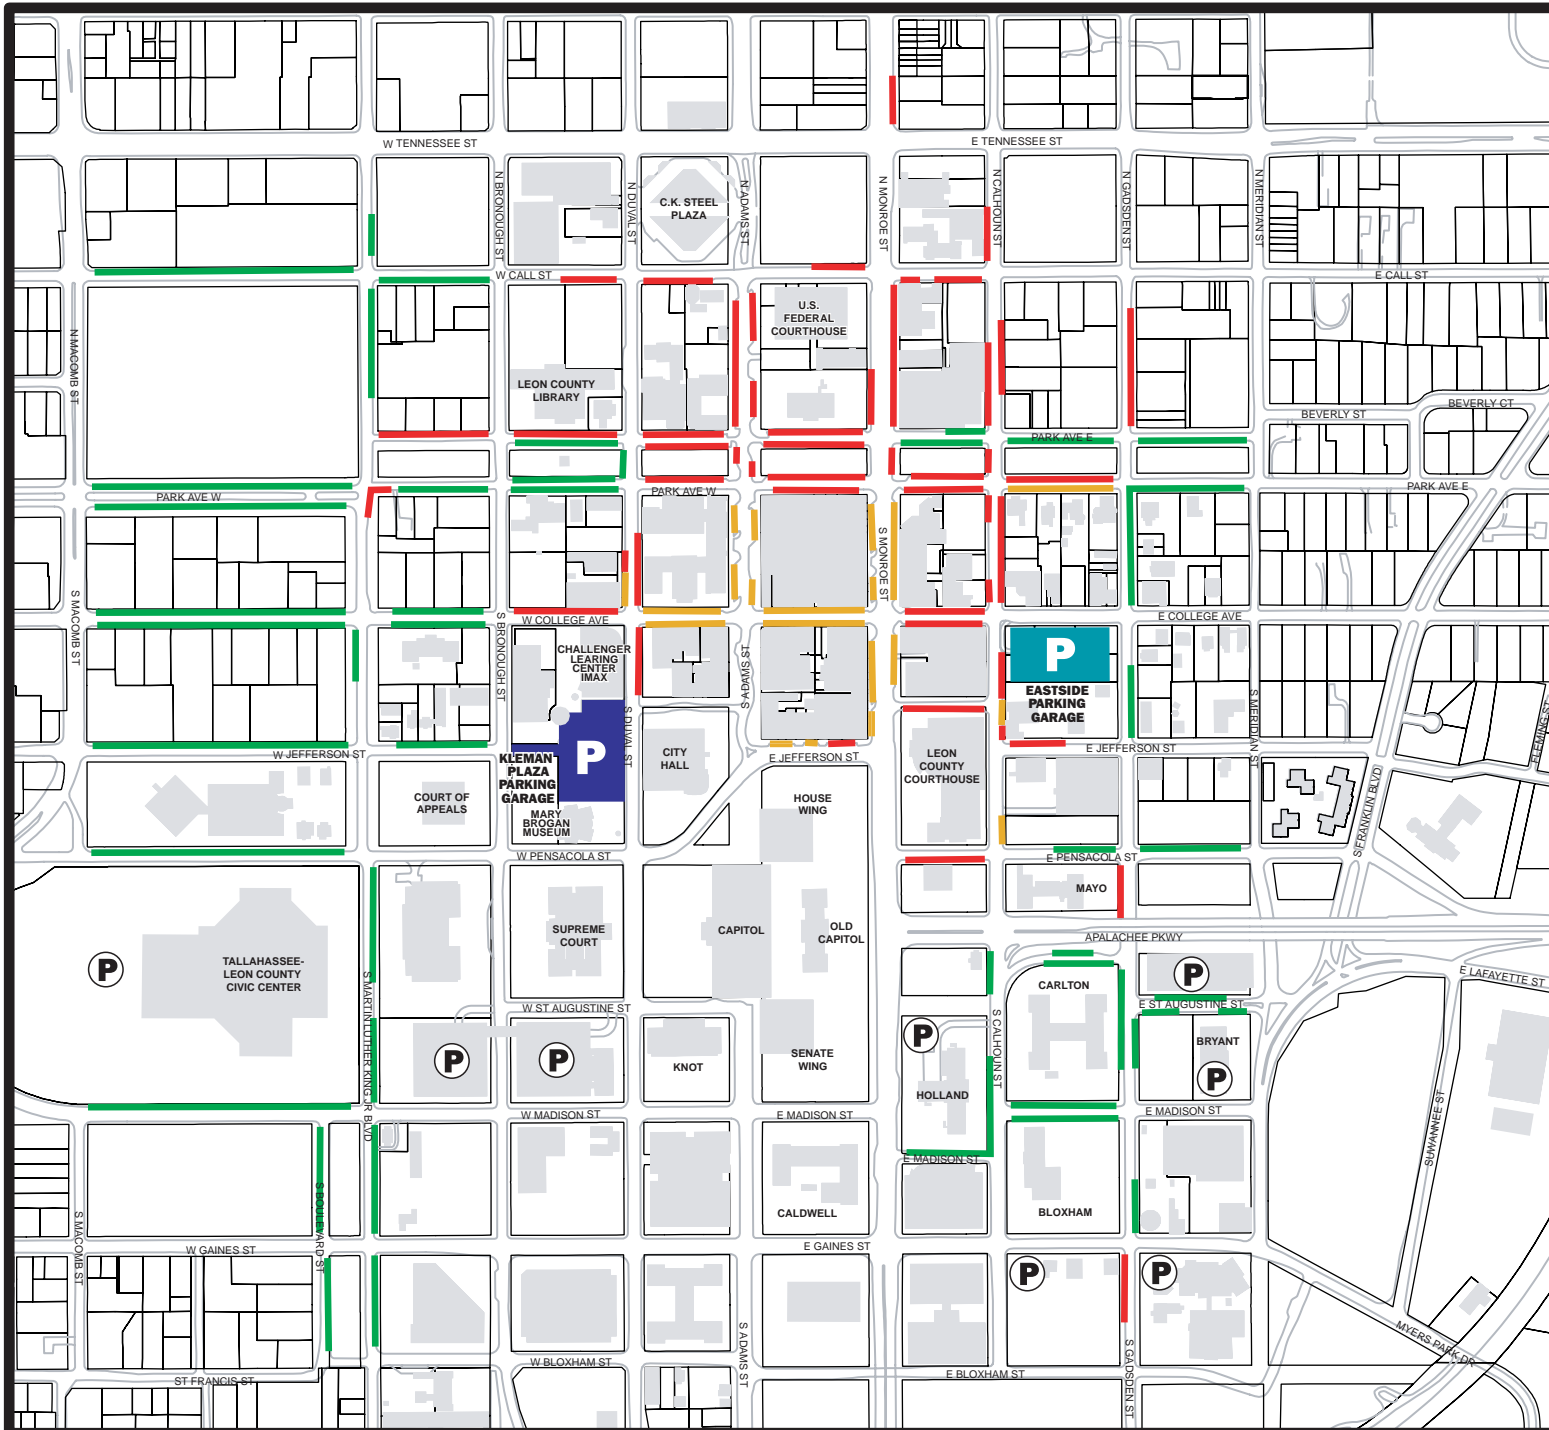 W TENNESSEE ST
E TENNESSEE ST
N BRONOUGH ST
N DUVAL ST
C.K. STEEL
PLAZA
N ADAMS ST
N MONROE ST
N CALHOUN ST
N GADSDEN ST
N MERIDIAN ST
W CALL ST
E CALL ST
N MACOMB ST
U.S.
FEDERAL
COURTHOUSE
LEON COUNTY
LIBRARY
BEVERLY ST
BEVERLY CT
PARK AVE E
PARK AVE W
PARK AVE W
PARK AVE E
S MONROE ST
S MACOMB ST
S BRONOUGH ST
W COLLEGE AVE
E COLLEGE AVE
CHALLENGER
LEARING
CENTER
IMAX
S ADAMS ST
P
EASTSIDE
PARKING
GARAGE
S MERIDIAN ST
FLEMING ST
S DUVAL ST
W JEFFERSON ST
E JEFFERSON ST
E JEFFERSON ST
P
KLEMAN
PLAZA
PARKING
GARAGE
CITY
HALL
LEON
COUNTY
COURTHOUSE
COURT OF
APPEALS
MARY
BROGAN
MUSEUM
HOUSE
WING
S FRANKLIN BLVD
W PENSACOLA ST
E PENSACOLA ST
MAYO
SUPREME
COURT
CAPITOL
OLD
CAPITOL
APALACHEE PKWY
P
TALLAHASSEE-
LEON COUNTY
CIVIC CENTER
S MARTIN LUTHER KING JR BLVD
P
E LAFAYETTE ST
CARLTON
W ST AUGUSTINE ST
E ST AUGUSTINE ST
S CALHOUN ST
P
P
P
KNOT
SENATE
WING
HOLLAND
BRYANT
P
W MADISON ST
E MADISON ST
E MADISON ST
E MADISON ST
SUWANNEE ST
S BOULEVARD ST
S MACOMB ST
CALDWELL
BLOXHAM
W GAINES ST
E GAINES ST
P
P
S ADAMS ST
S GADSDEN ST
MYERS PARK DR
W BLOXHAM ST
E BLOXHAM ST
ST FRANCIS ST